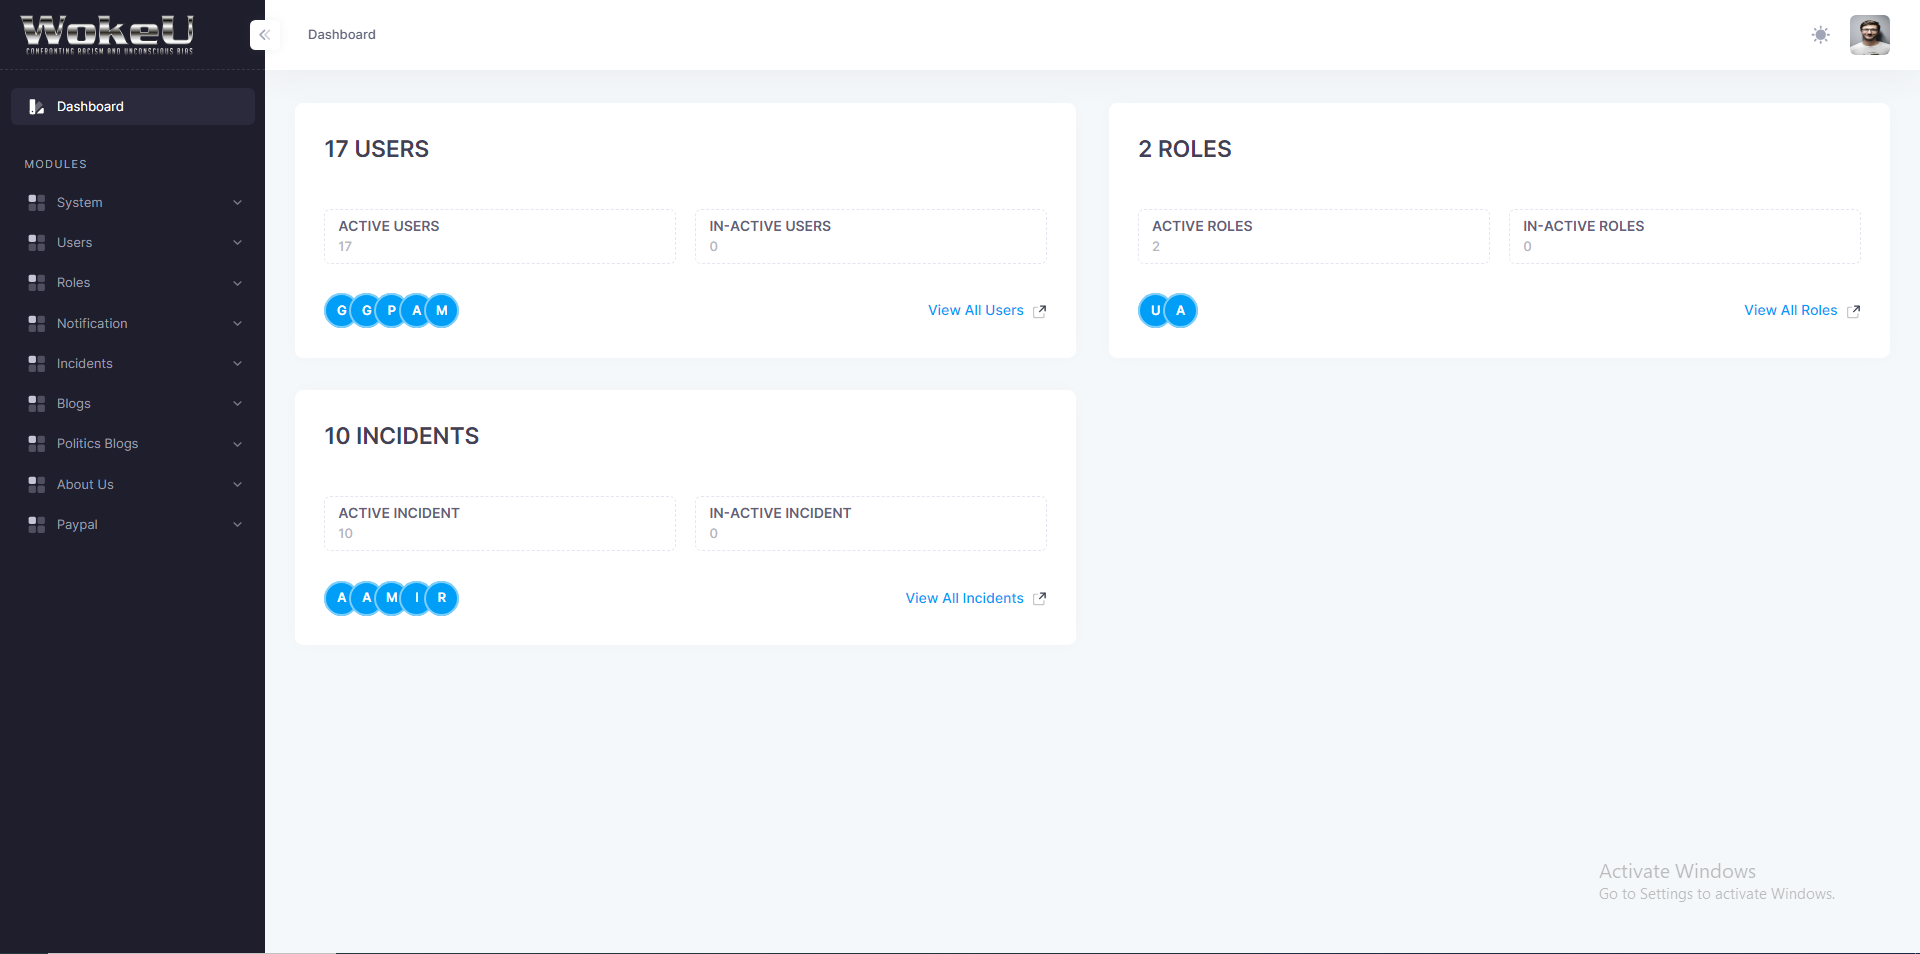 WokeU
CONFRONTING RACISM AND UNCONSCIOUS BIAS
Dashboard
Dashboard
MODULES
System
Users
Roles
Notification
Incidents
Blogs
Politics Blogs
About Us
Paypal
17 USERS
ACTIVE USERS
17
IN-ACTIVE USERS
0
G G P A M
View All Users
2 ROLES
ACTIVE ROLES
2
IN-ACTIVE ROLES
0
U A
View All Roles
10 INCIDENTS
ACTIVE INCIDENT
10
IN-ACTIVE INCIDENT
0
A A M I R
View All Incidents
Activate Windows
Go to Settings to activate Windows.